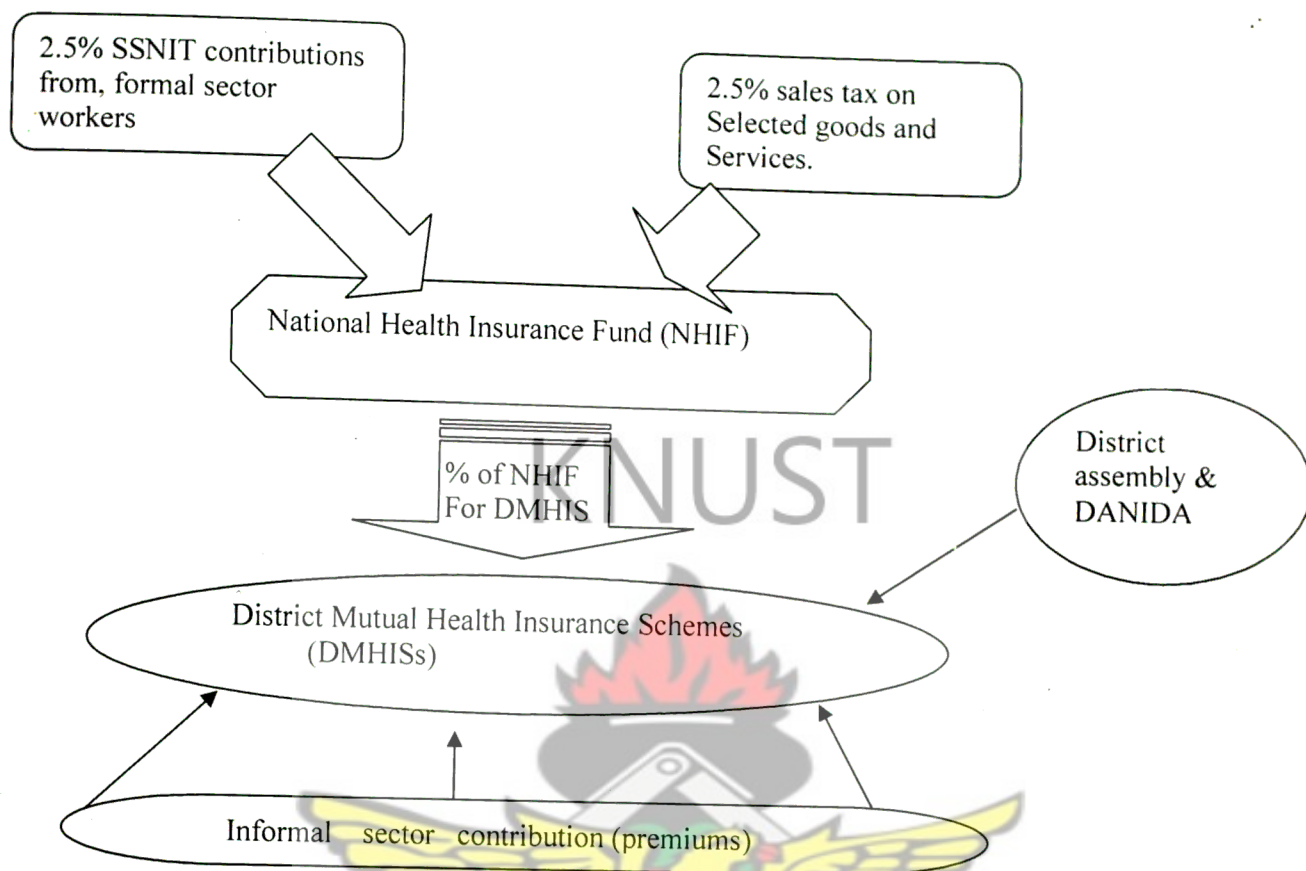 2.5% SSNIT contributions
from, formal sector
workers
2.5% sales tax on
Selected goods and
Services.
National Health Insurance Fund (NHIF)
% of NHIF
For DMHIS
KNUST
District
assembly &
DANIDA
District Mutual Health Insurance Schemes
(DMHISs)
Informal sector contribution (premiums)